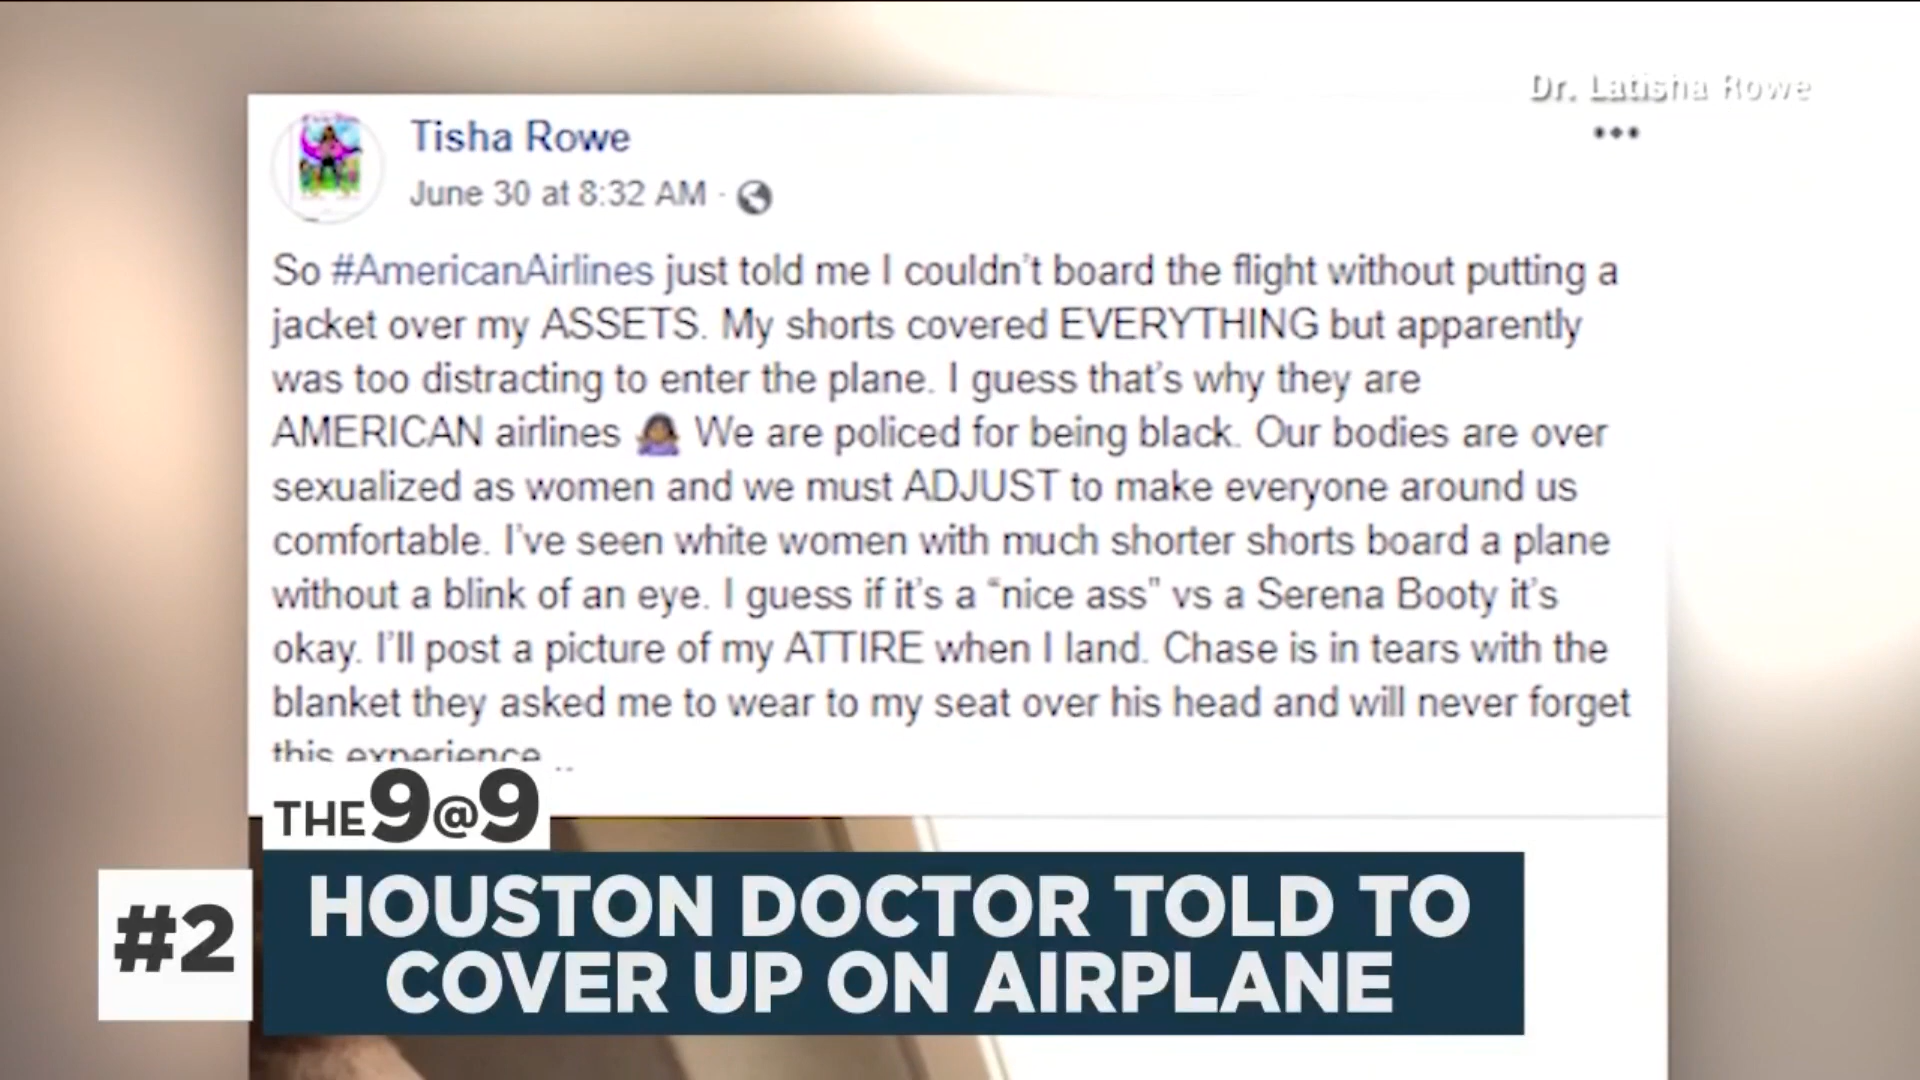 Dr. Latisha Rowe
Tisha Rowe
June 30 at 8:32 AM ·
So #AmericanAirlines just told me I couldn't board the flight without putting a
jacket over my ASSETS. My shorts covered EVERYTHING but apparently
was too distracting to enter the plane. I guess that's why they are
AMERICAN airlines 🙇🏾‍♀️ We are policed for being black. Our bodies are over
sexualized as women and we must ADJUST to make everyone around us
comfortable. I've seen white women with much shorter shorts board a plane
without a blink of an eye. I guess if it's a “nice ass” vs a Serena Booty it's
okay. I'll post a picture of my ATTIRE when I land. Chase is in tears with the
blanket they asked me to wear to my seat over his head and will never forget
this experience
THE 9@9
#2
HOUSTON DOCTOR TOLD TO
COVER UP ON AIRPLANE